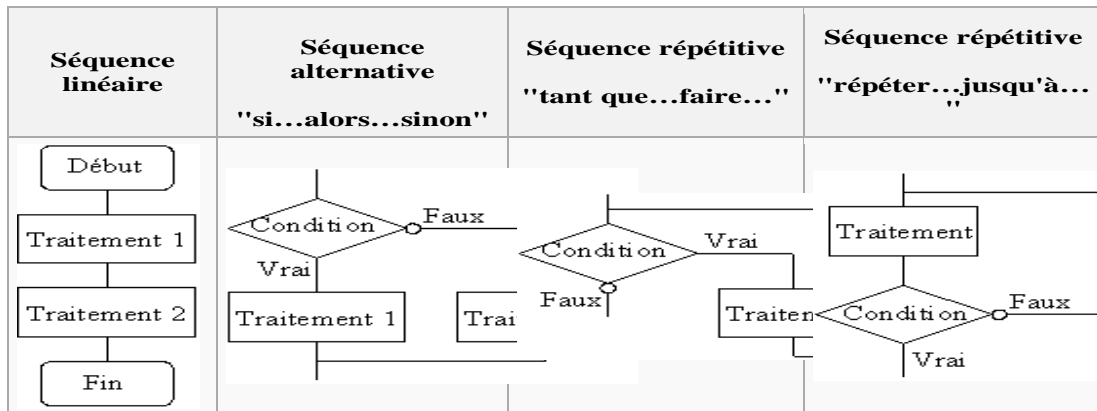 Séquence
linéaire
Séquence
alternative
"si...alors...sinon"
Séquence répétitive
"tant que...faire..."
Séquence répétitive
"répéter...jusqu'à...
"
Début
Traitement 1
Traitement 2
Fin
Condition
Faux
Vrai
Traitement 1
Trai
Condition
Vrai
Faux
Traiten
Traitement
Condition
Faux
Vrai